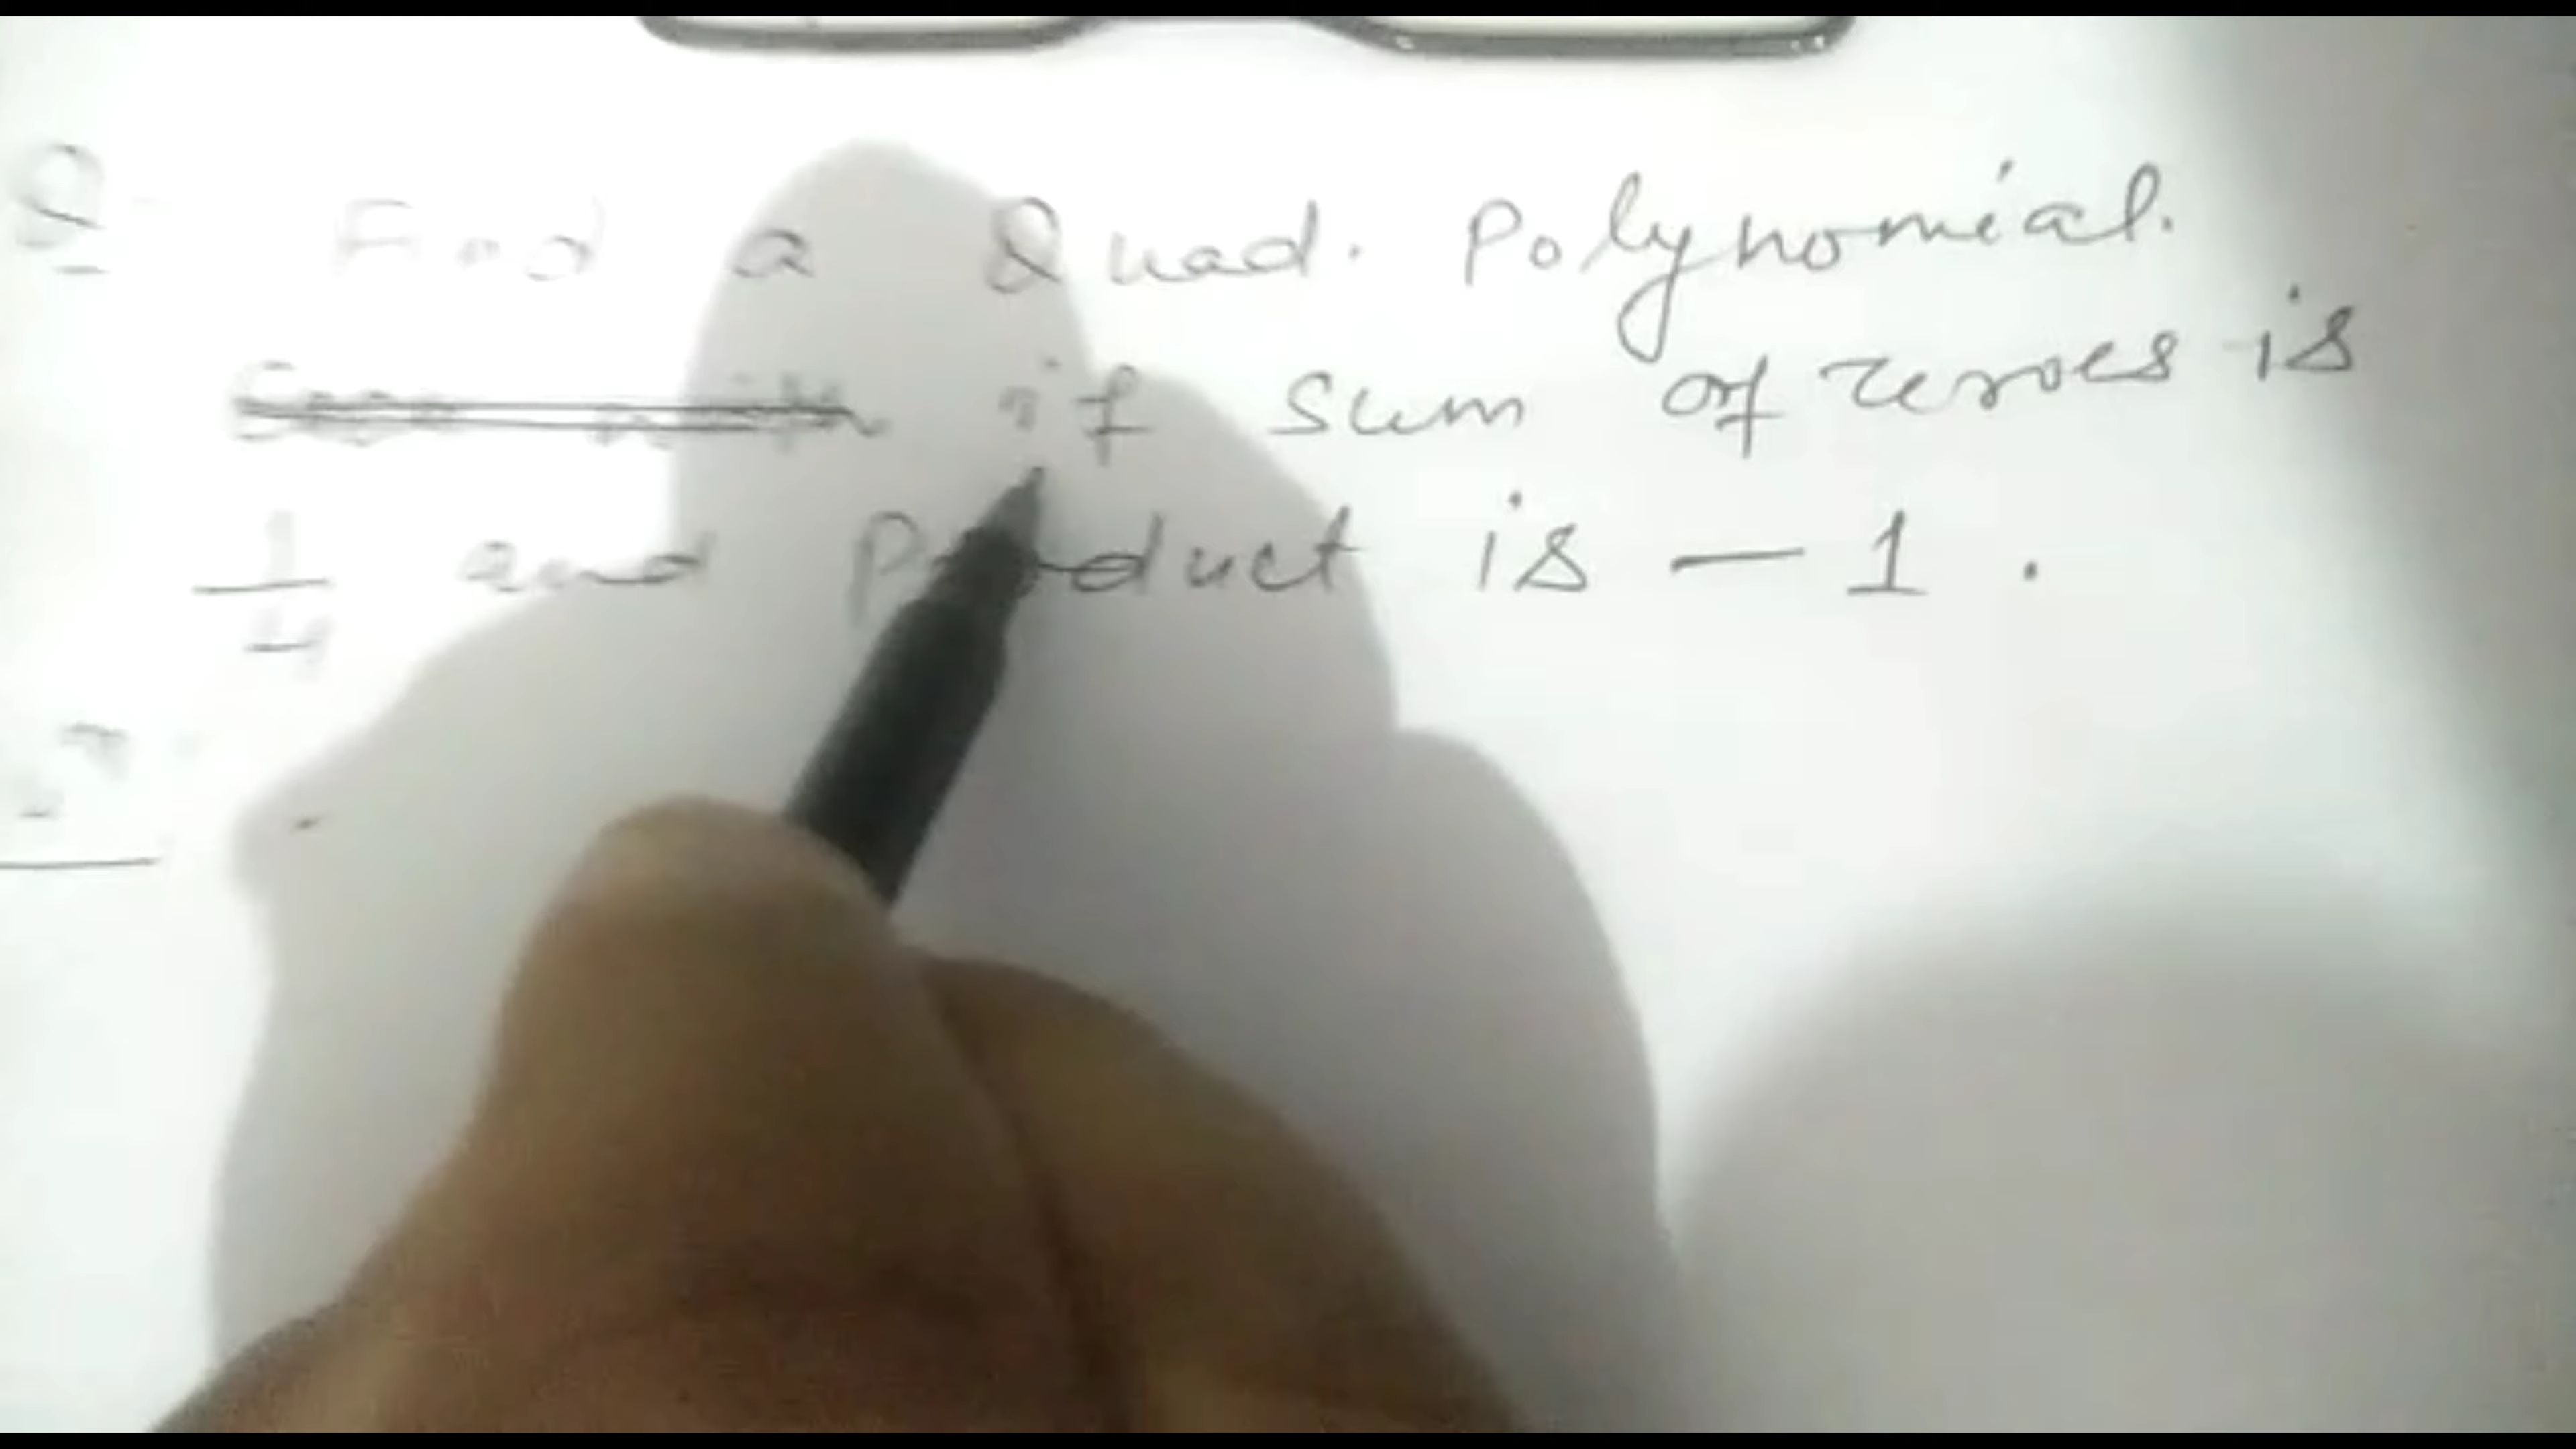 Q. Find a Quad. Polynomial.
if sum of zeroes is
1/4 and Product is - 1 .